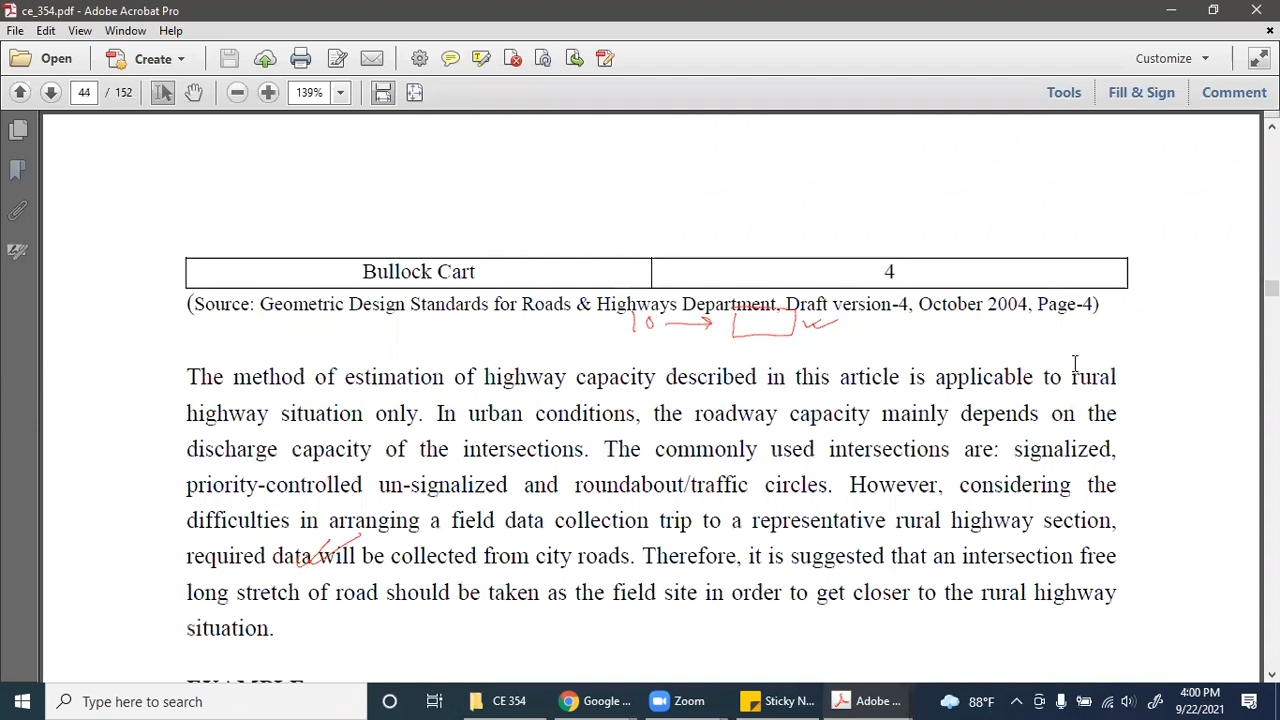 ce_354.pdf - Adobe Acrobat Pro
File Edit View Window Help
Open Create Customize
44 / 152 139% Tools Fill & Sign Comment
Bullock Cart 4
(Source: Geometric Design Standards for Roads & Highways Department, Draft version-4, October 2004, Page-4)
10
The method of estimation of highway capacity described in this article is applicable to rural
highway situation only. In urban conditions, the roadway capacity mainly depends on the
discharge capacity of the intersections. The commonly used intersections are: signalized,
priority-controlled un-signalized and roundabout/traffic circles. However, considering the
difficulties in arranging a field data collection trip to a representative rural highway section,
required data will be collected from city roads. Therefore, it is suggested that an intersection free
long stretch of road should be taken as the field site in order to get closer to the rural highway
situation.
EXAMPLE
Type here to search CE 354 Google ... Zoom Sticky N... Adobe ... 88°F 4:00 PM
9/22/2021